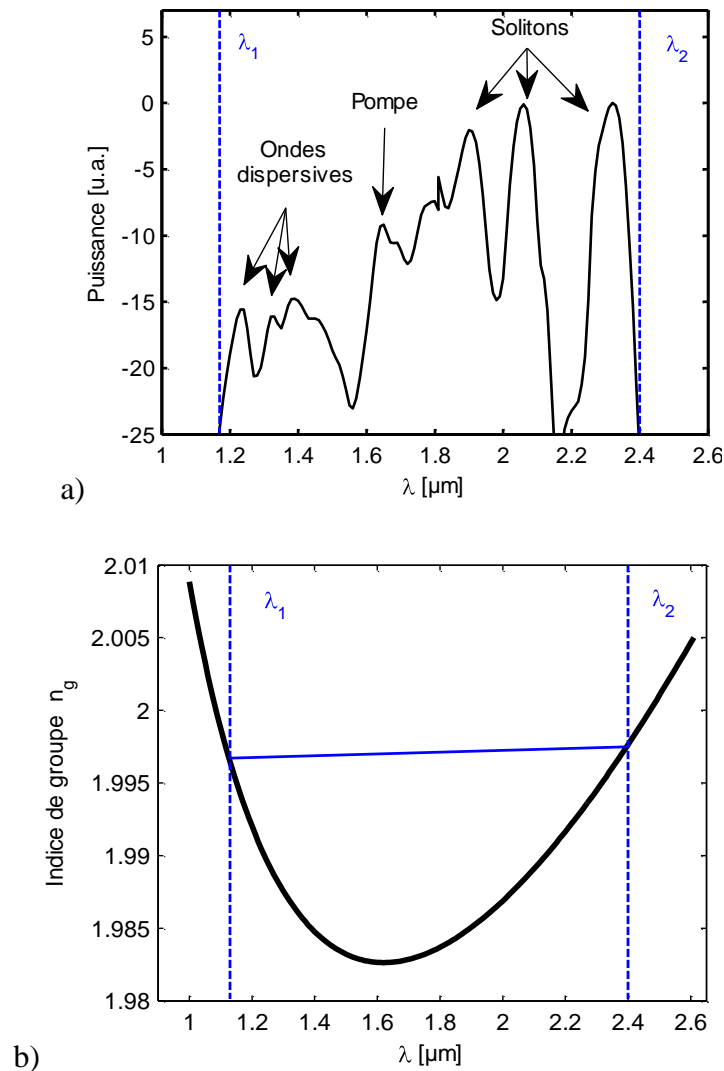 5
0
-5
-10
-15
-20
-25
Puissance [u.a.]
λ1
λ2
Solitons
Pompe
Ondes
dispersives
1 1.2 1.4 1.6 1.8 2 2.2 2.4 2.6
λ [µm]
a)
2.01
2.005
2
1.995
1.99
1.985
1.98
Indice de groupe ng
λ1
λ2
1 1.2 1.4 1.6 1.8 2 2.2 2.4 2.6
λ [µm]
b)